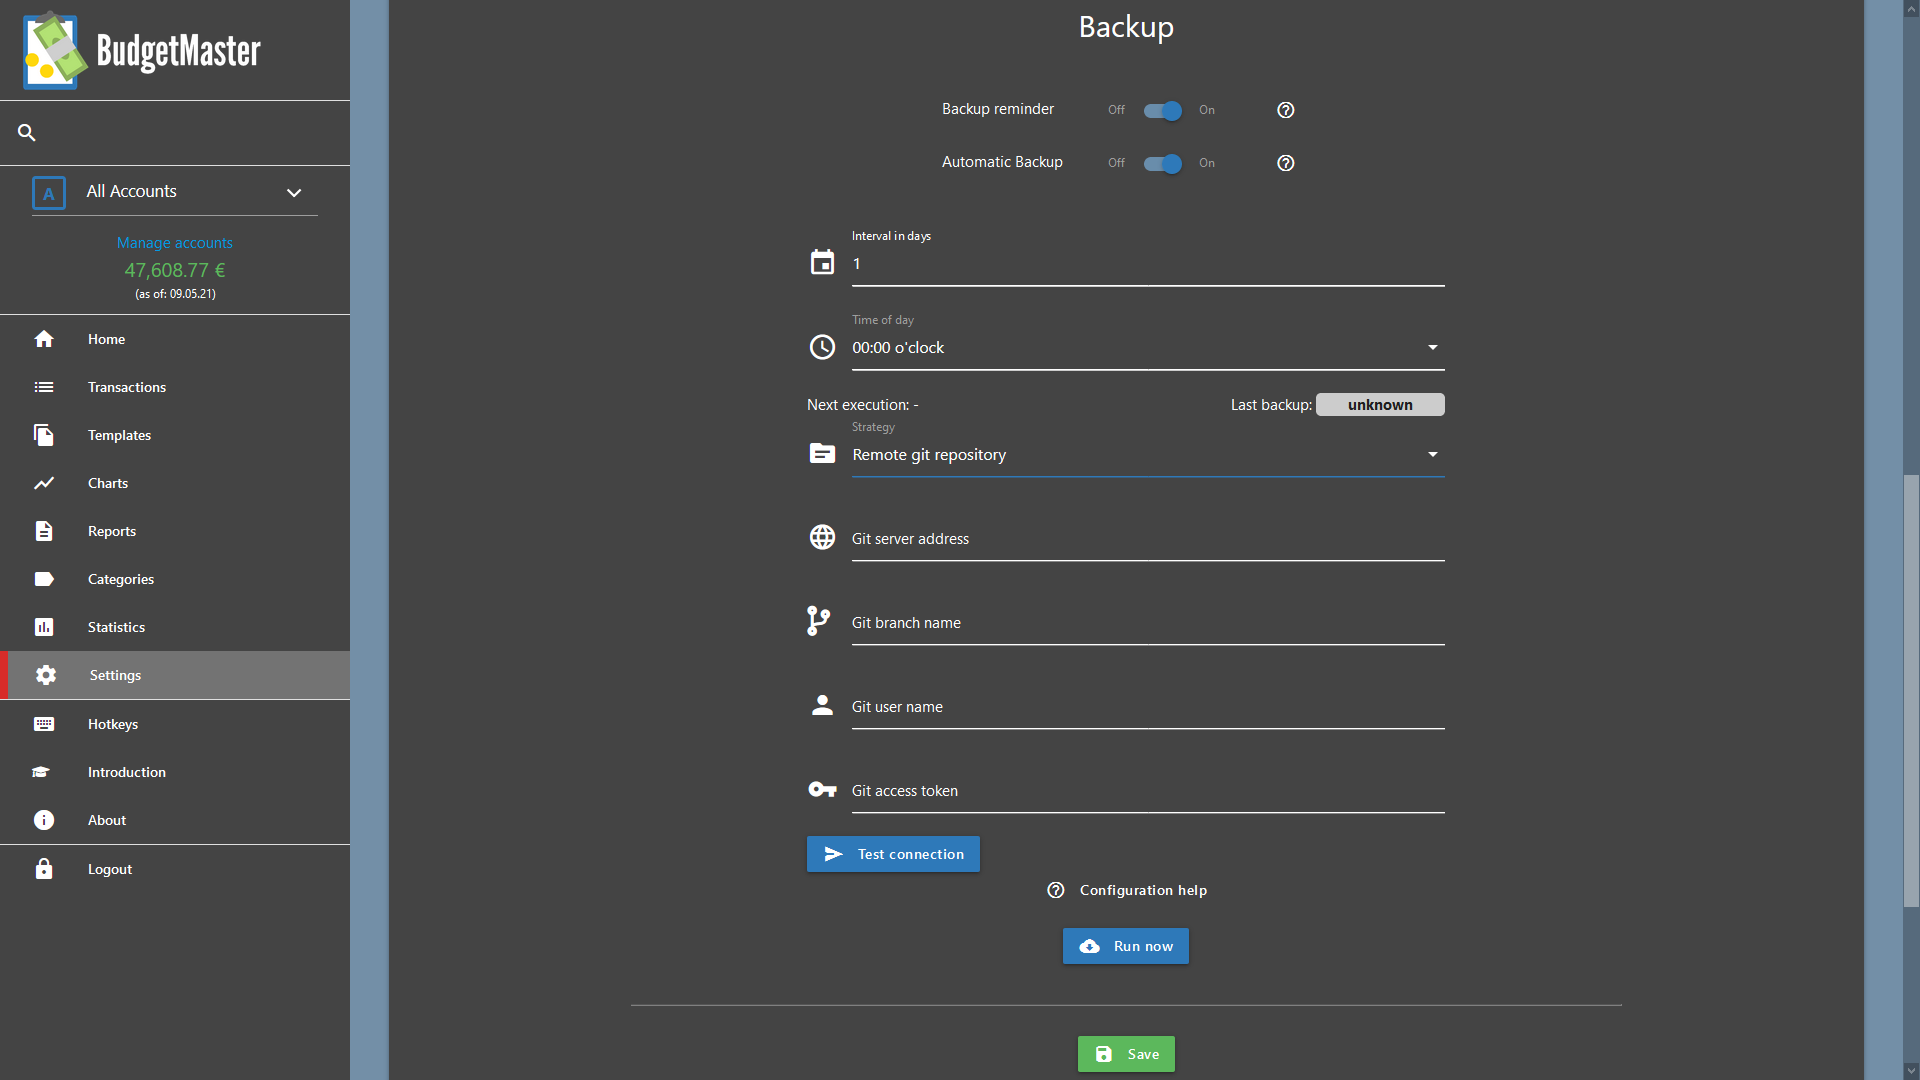 BudgetMaster
A All Accounts
Manage accounts
47,608.77 €
(as of: 09.05.21)
Home
Transactions
Templates
Charts
Reports
Categories
Statistics
Settings
Hotkeys
Introduction
About
Logout
Backup
Backup reminder Off On
Automatic Backup Off On
Interval in days
1
Time of day
00:00 o'clock
Next execution: - Last backup: unknown
Strategy
Remote git repository
Git server address
Git branch name
Git user name
Git access token
Test connection
Configuration help
Run now
Save